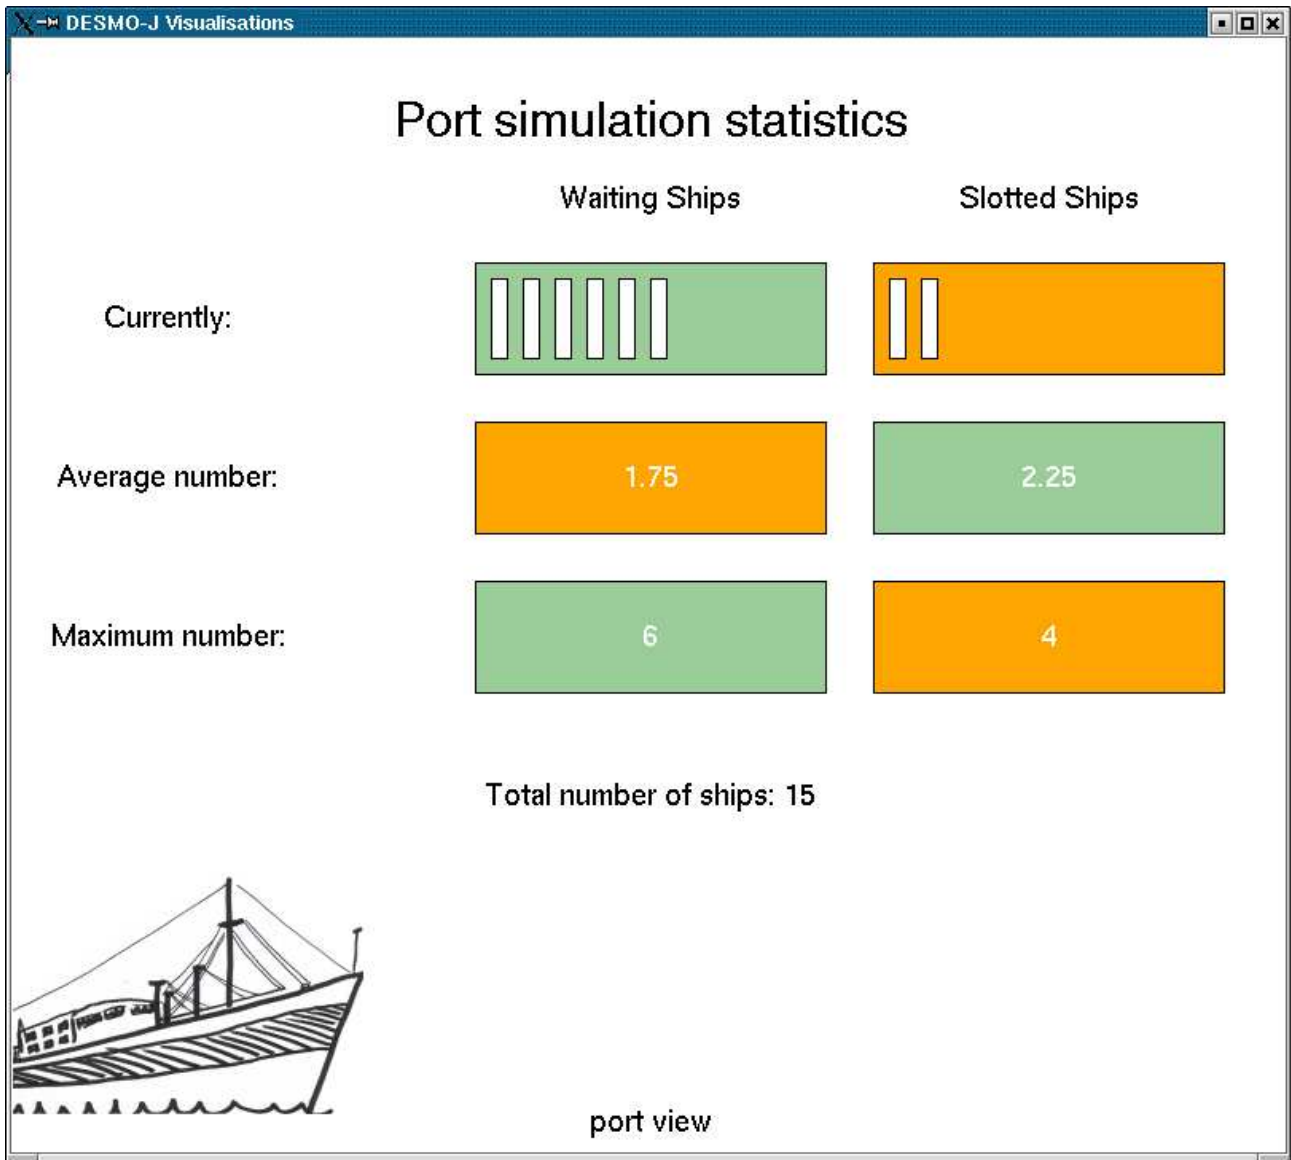 DESMO-J Visualisations
Port simulation statistics
Waiting Ships Slotted Ships
Currently:
Average number: 1.75 2.25
Maximum number: 6 4
Total number of ships: 15
port view